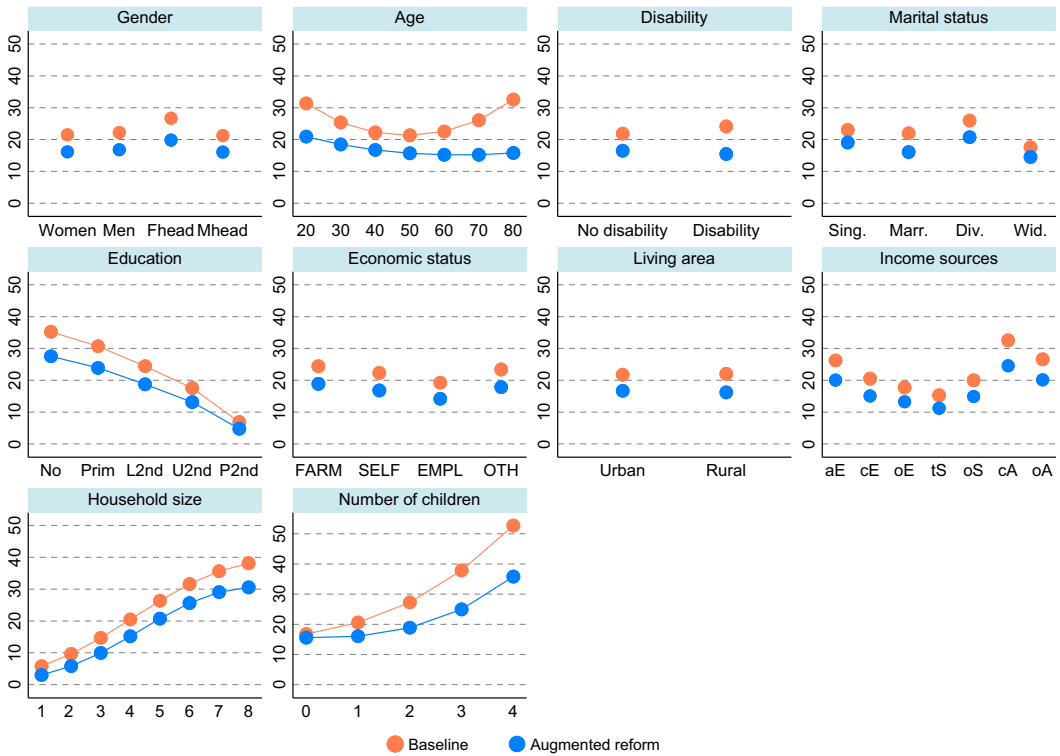 Gender
Age
Disability
Marital status
0 10 20 30 40 50
Women Men Fhead Mhead
0 10 20 30 40 50
20 30 40 50 60 70 80
0 10 20 30 40 50
No disability Disability
0 10 20 30 40 50
Sing. Marr. Div. Wid.
Education
Economic status
Living area
Income sources
0 10 20 30 40 50
No Prim L2nd U2nd P2nd
0 10 20 30 40 50
FARM SELF EMPL OTH
0 10 20 30 40 50
Urban Rural
0 10 20 30 40 50
aE cE oE tS oS cA oA
Household size
Number of children
0 10 20 30 40 50
1 2 3 4 5 6 7 8
0 10 20 30 40 50
0 1 2 3 4
Baseline Augmented reform